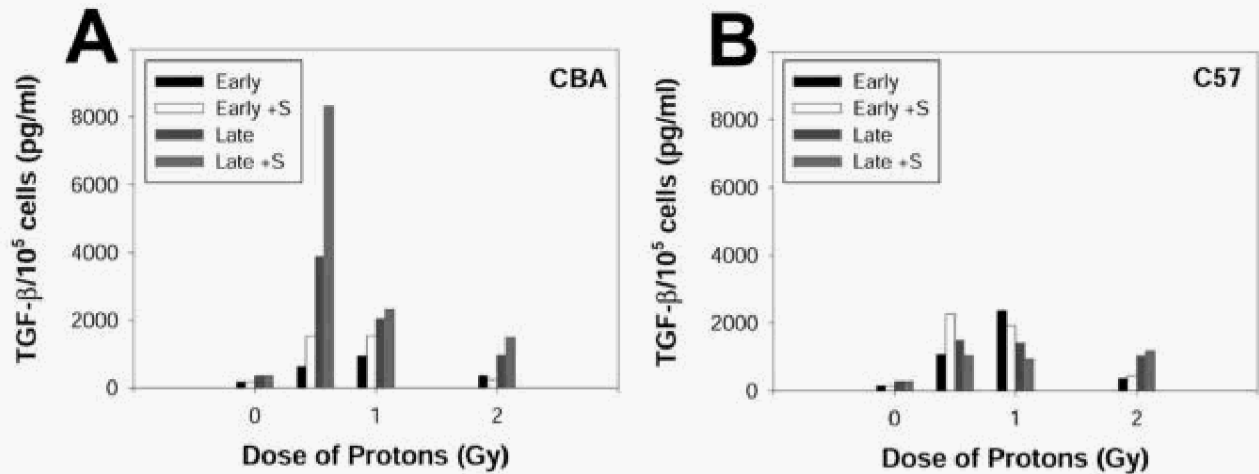 A
CBA
Early
Early +S
Late
Late +S
8000
6000
4000
2000
0
TGF-β/10⁵ cells (pg/ml)
0 1 2
Dose of Protons (Gy)
B
C57
Early
Early +S
Late
Late +S
8000
6000
4000
2000
0
TGF-β/10⁵ cells (pg/ml)
0 1 2
Dose of Protons (Gy)